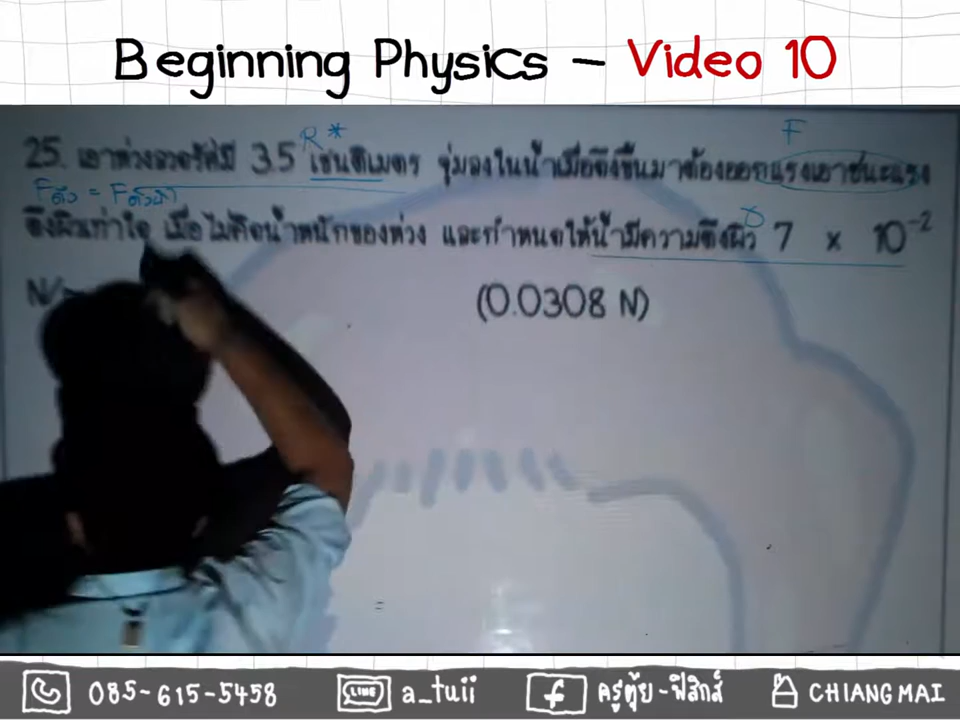 Beginning Physics – Video 10
R * F
25. เอาห่วงลวดรัศมี 3.5 เซนติเมตร จุ่มลงในน้ำเมื่อดึงขึ้นมาต้องออกแรงเอาชนะแรง
γ
ดึงผิวเท่าใด เมื่อไม่คิดน้ำหนักของห่วง และกำหนดให้น้ำมีความตึงผิว 7 x 10⁻²
(0.0308 N)
085-615-5458 LINE a_tuii f ครูตุ้ย-ฟิสิกส์ CHIANG MAI